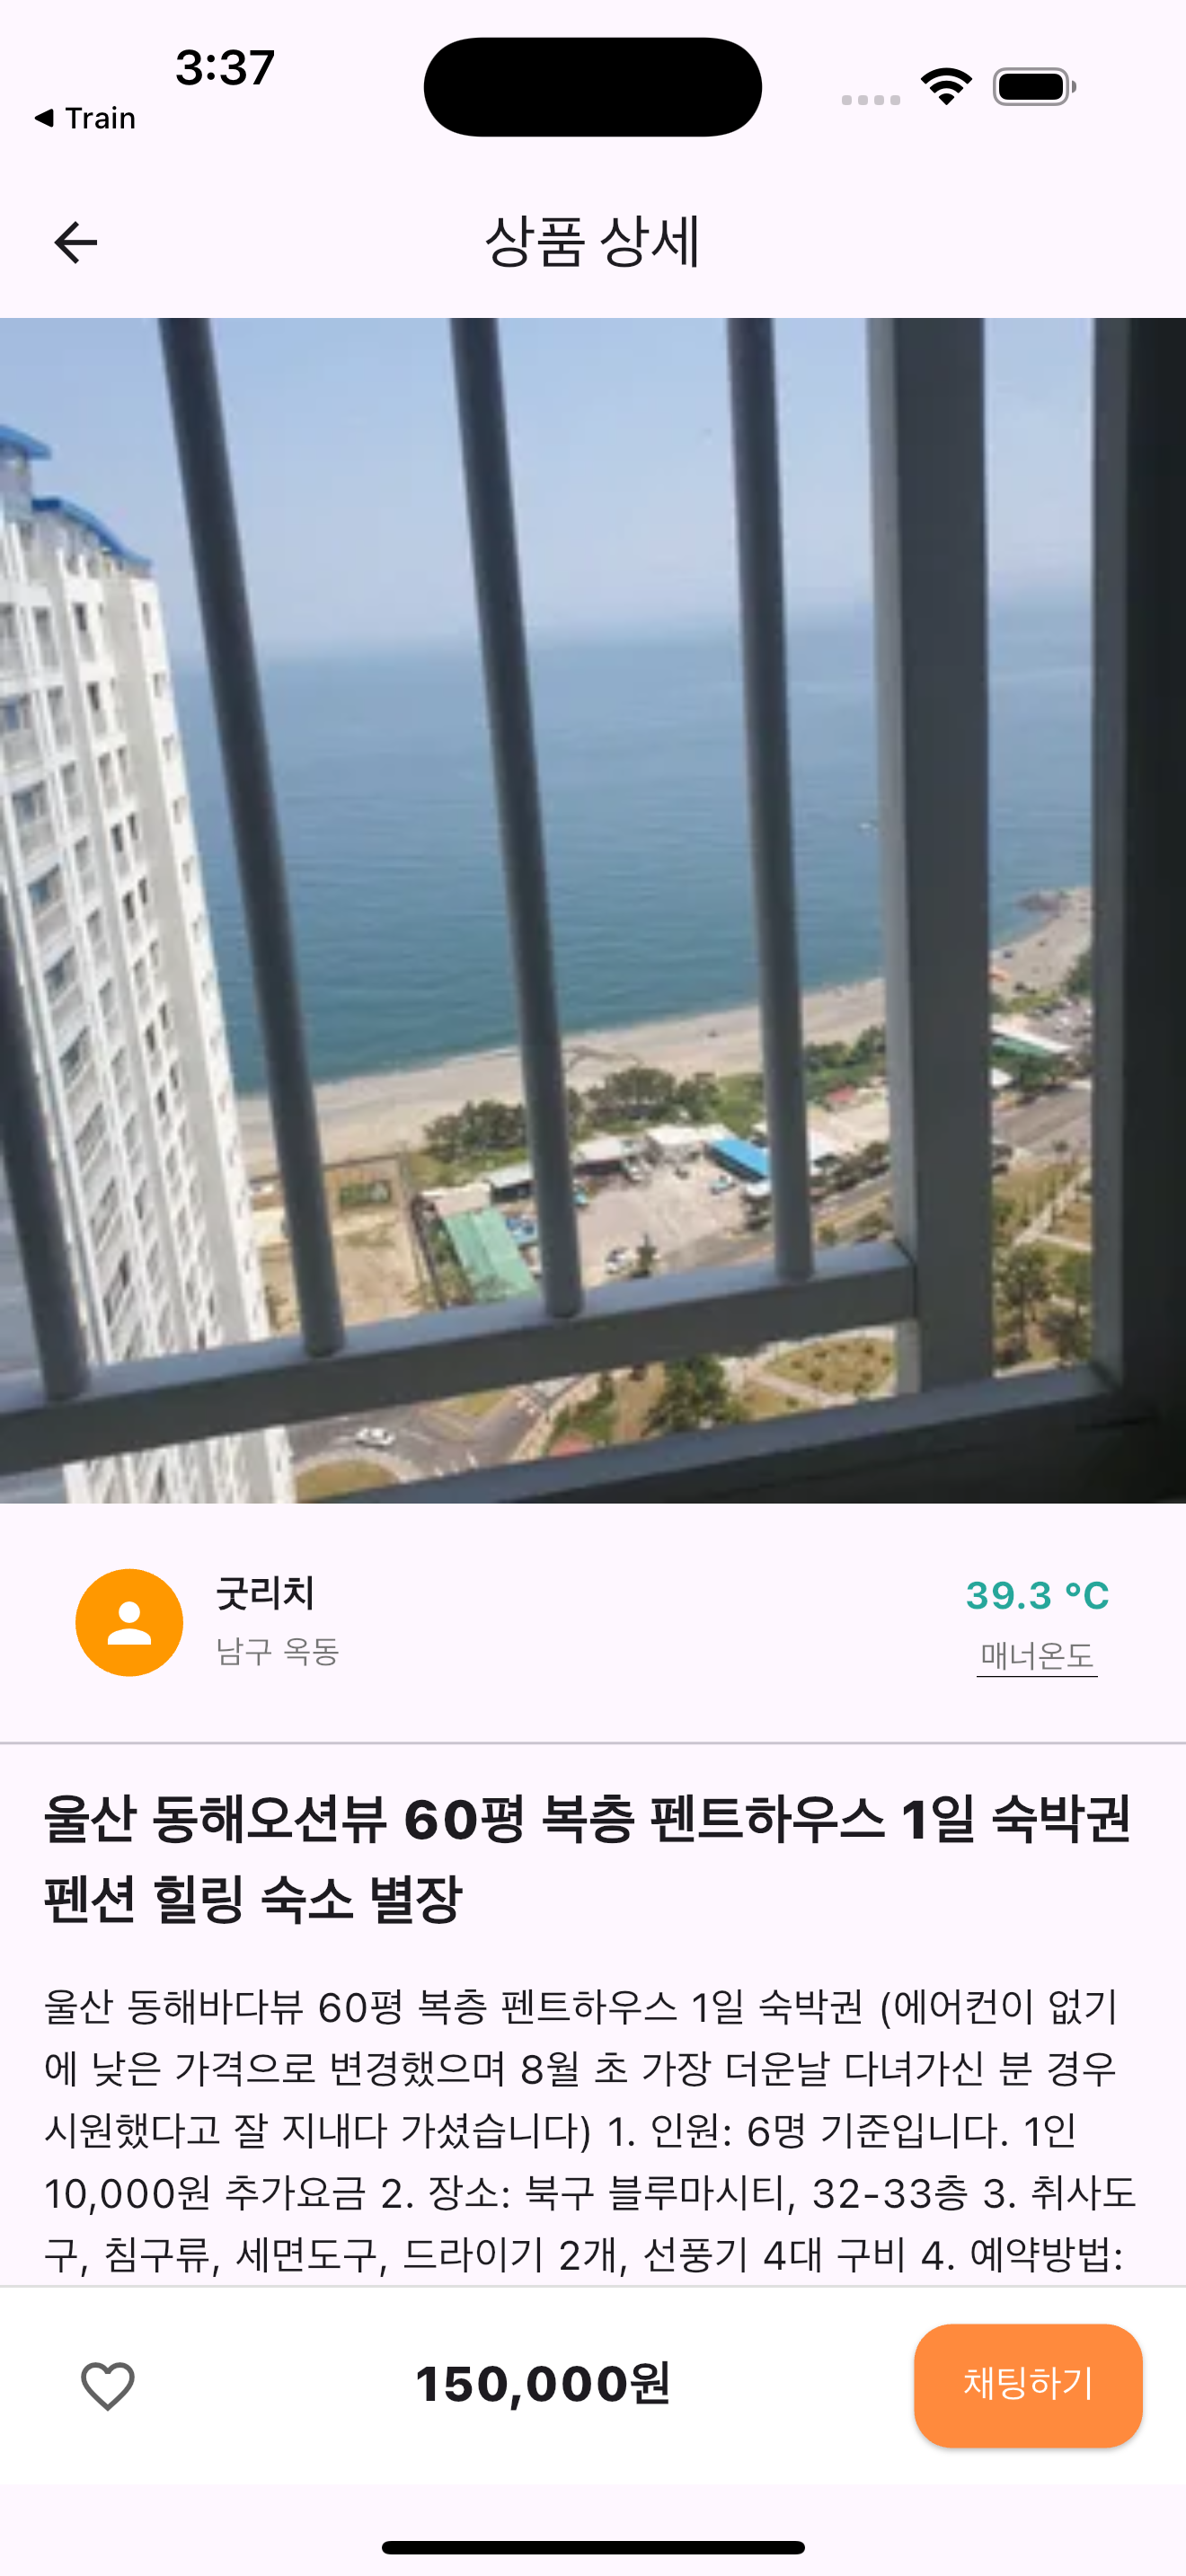 3:37
◀ Train
상품 상세
굿리치
남구 옥동
39.3 °C
매너온도
울산 동해오션뷰 60평 복층 펜트하우스 1일 숙박권
펜션 힐링 숙소 별장
울산 동해바다뷰 60평 복층 펜트하우스 1일 숙박권 (에어컨이 없기
에 낮은 가격으로 변경했으며 8월 초 가장 더운날 다녀가신 분 경우
시원했다고 잘 지내다 가셨습니다) 1. 인원: 6명 기준입니다. 1인
10,000원 추가요금 2. 장소: 북구 블루마시티, 32-33층 3. 취사도
구, 침구류, 세면도구, 드라이기 2개, 선풍기 4대 구비 4. 예약방법:
150,000원
채팅하기